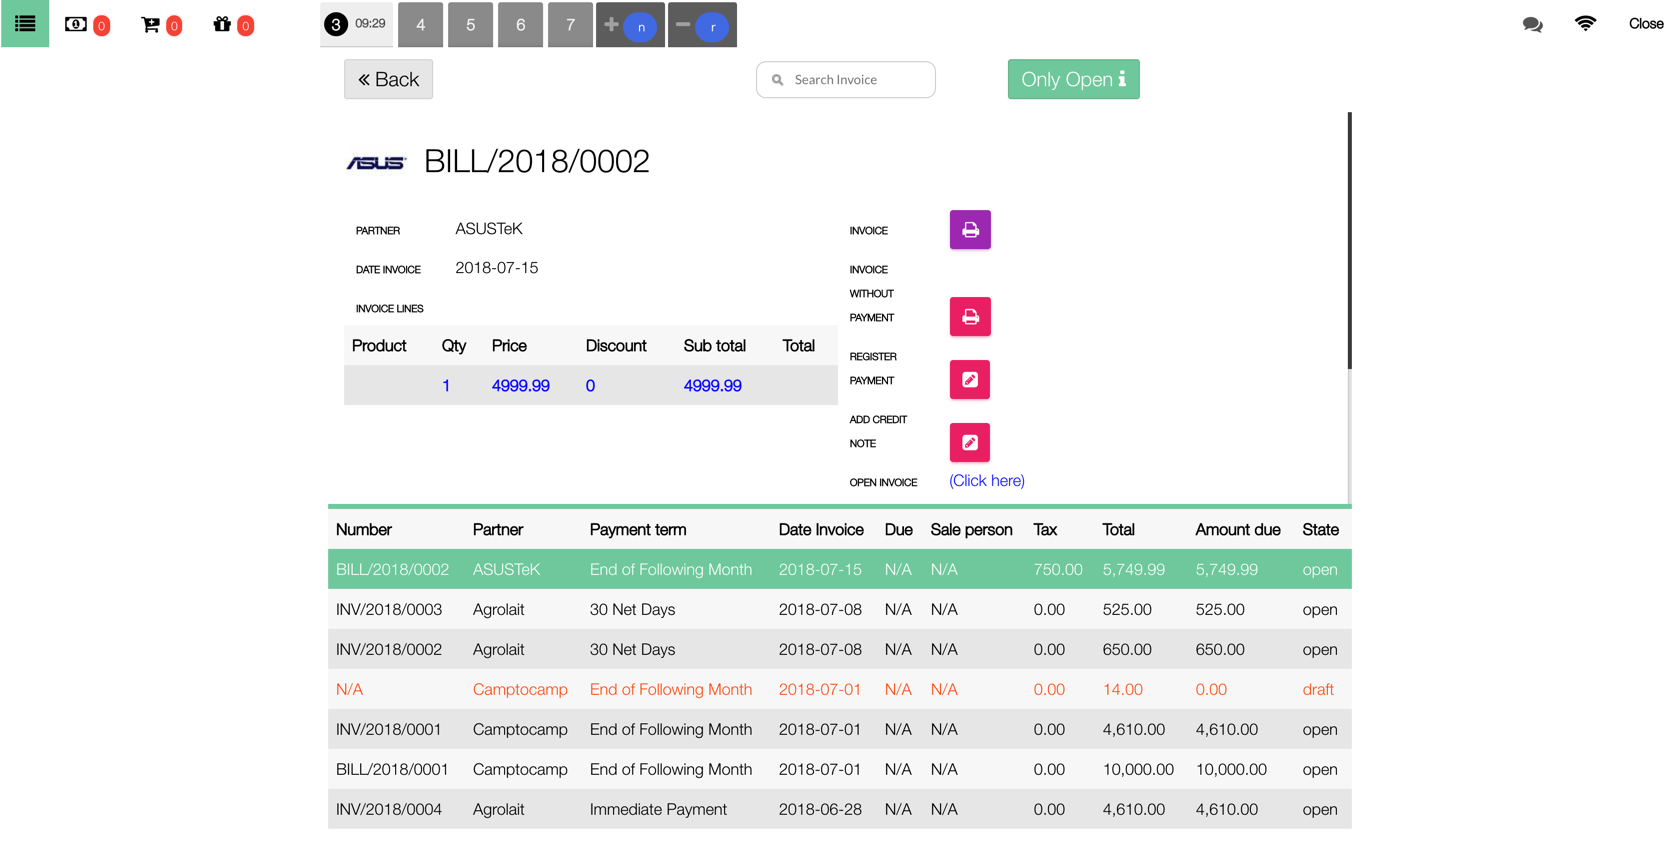 0 0 0 3 09:29 4 5 6 7 + n − r Close
Back Search Invoice Only Open
ASUS BILL/2018/0002
PARTNER ASUSTeK
DATE INVOICE 2018-07-15
INVOICE LINES
Product Qty Price Discount Sub total Total
1 4999.99 0 4999.99
INVOICE
INVOICE
WITHOUT
PAYMENT
REGISTER
PAYMENT
ADD CREDIT
NOTE
OPEN INVOICE (Click here)
Number Partner Payment term Date Invoice Due Sale person Tax Total Amount due State
BILL/2018/0002 ASUSTeK End of Following Month 2018-07-15 N/A N/A 750.00 5,749.99 5,749.99 open
INV/2018/0003 Agrolait 30 Net Days 2018-07-08 N/A N/A 0.00 525.00 525.00 open
INV/2018/0002 Agrolait 30 Net Days 2018-07-08 N/A N/A 0.00 650.00 650.00 open
N/A Camptocamp End of Following Month 2018-07-01 N/A N/A 0.00 14.00 0.00 draft
INV/2018/0001 Camptocamp End of Following Month 2018-07-01 N/A N/A 0.00 4,610.00 4,610.00 open
BILL/2018/0001 Camptocamp End of Following Month 2018-07-01 N/A N/A 0.00 10,000.00 10,000.00 open
INV/2018/0004 Agrolait Immediate Payment 2018-06-28 N/A N/A 0.00 4,610.00 4,610.00 open